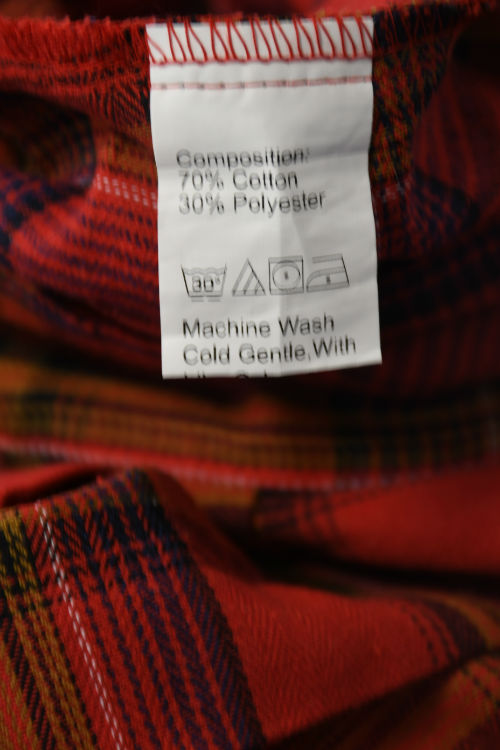 Composition:
70% Cotton
30% Polyester
30°
Machine Wash
Cold Gentle, With